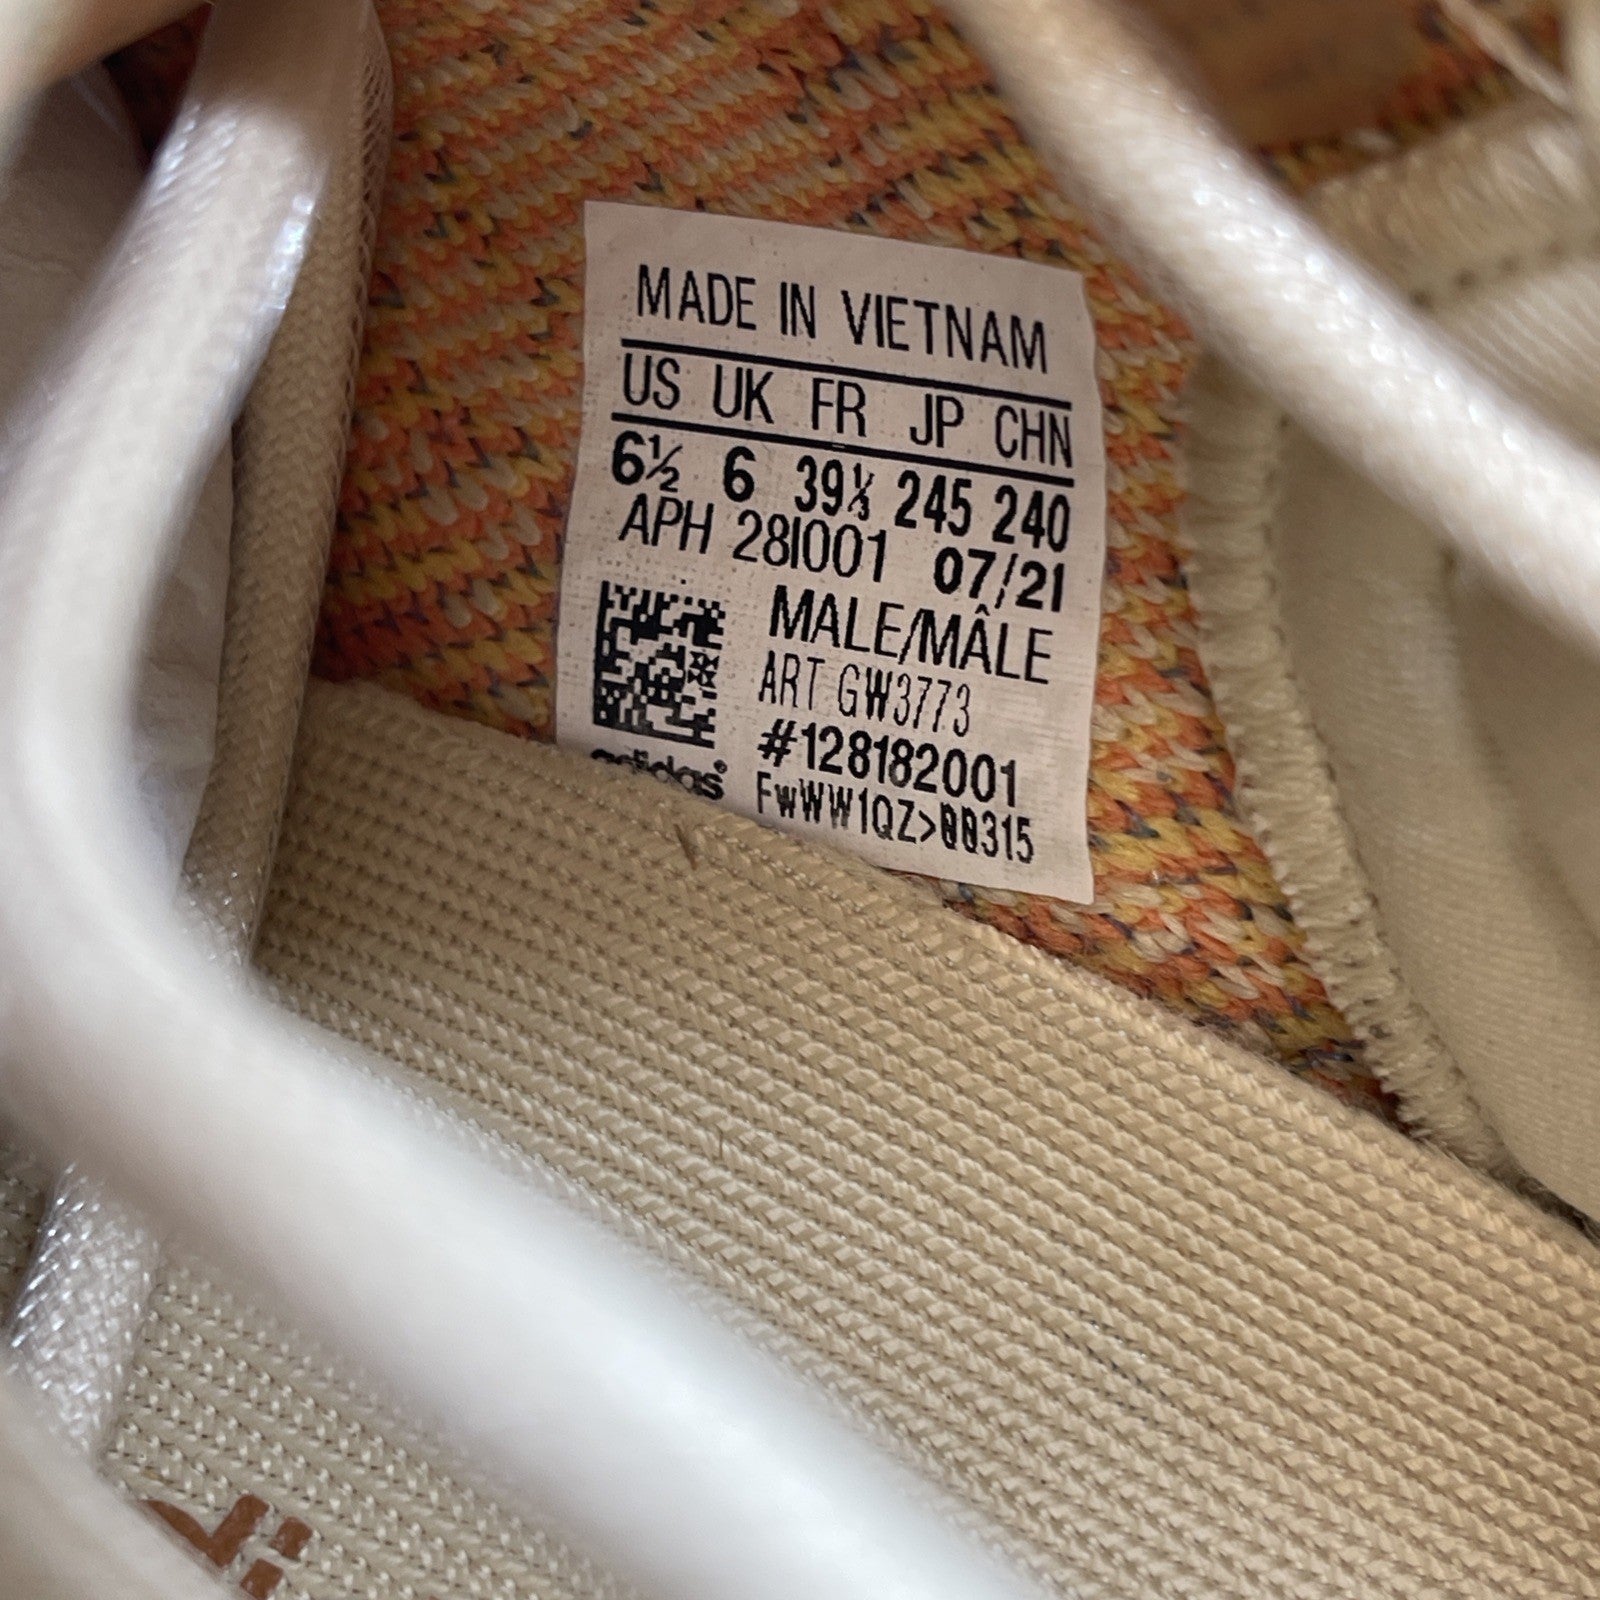 MADE IN VIETNAM
US UK FR JP CHN
6½ 6 39⅓ 245 240
APH 28I001 07/21
MALE/MÂLE
ART GW3773
#128182001
FwWW1QZ>00315
adidas®